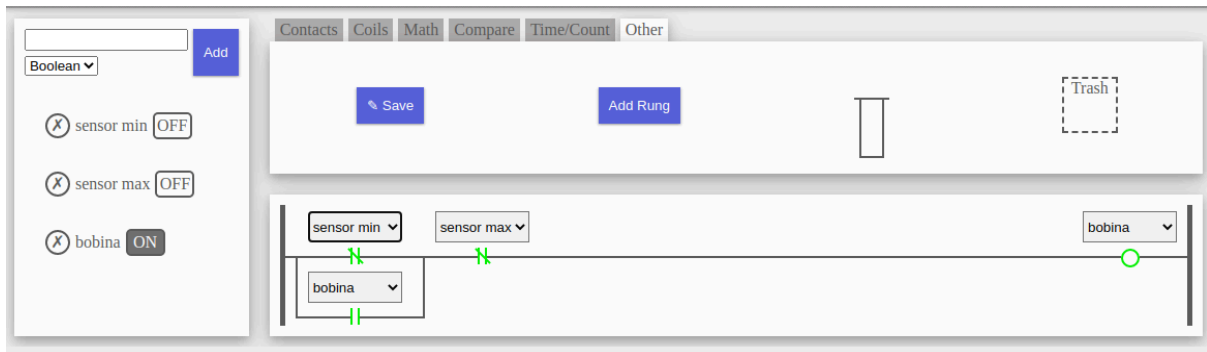 Add
Boolean
✗ sensor min OFF
✗ sensor max OFF
✗ bobina ON
Contacts Coils Math Compare Time/Count Other
✎ Save
Add Rung
Trash
sensor min
sensor max
bobina
bobina